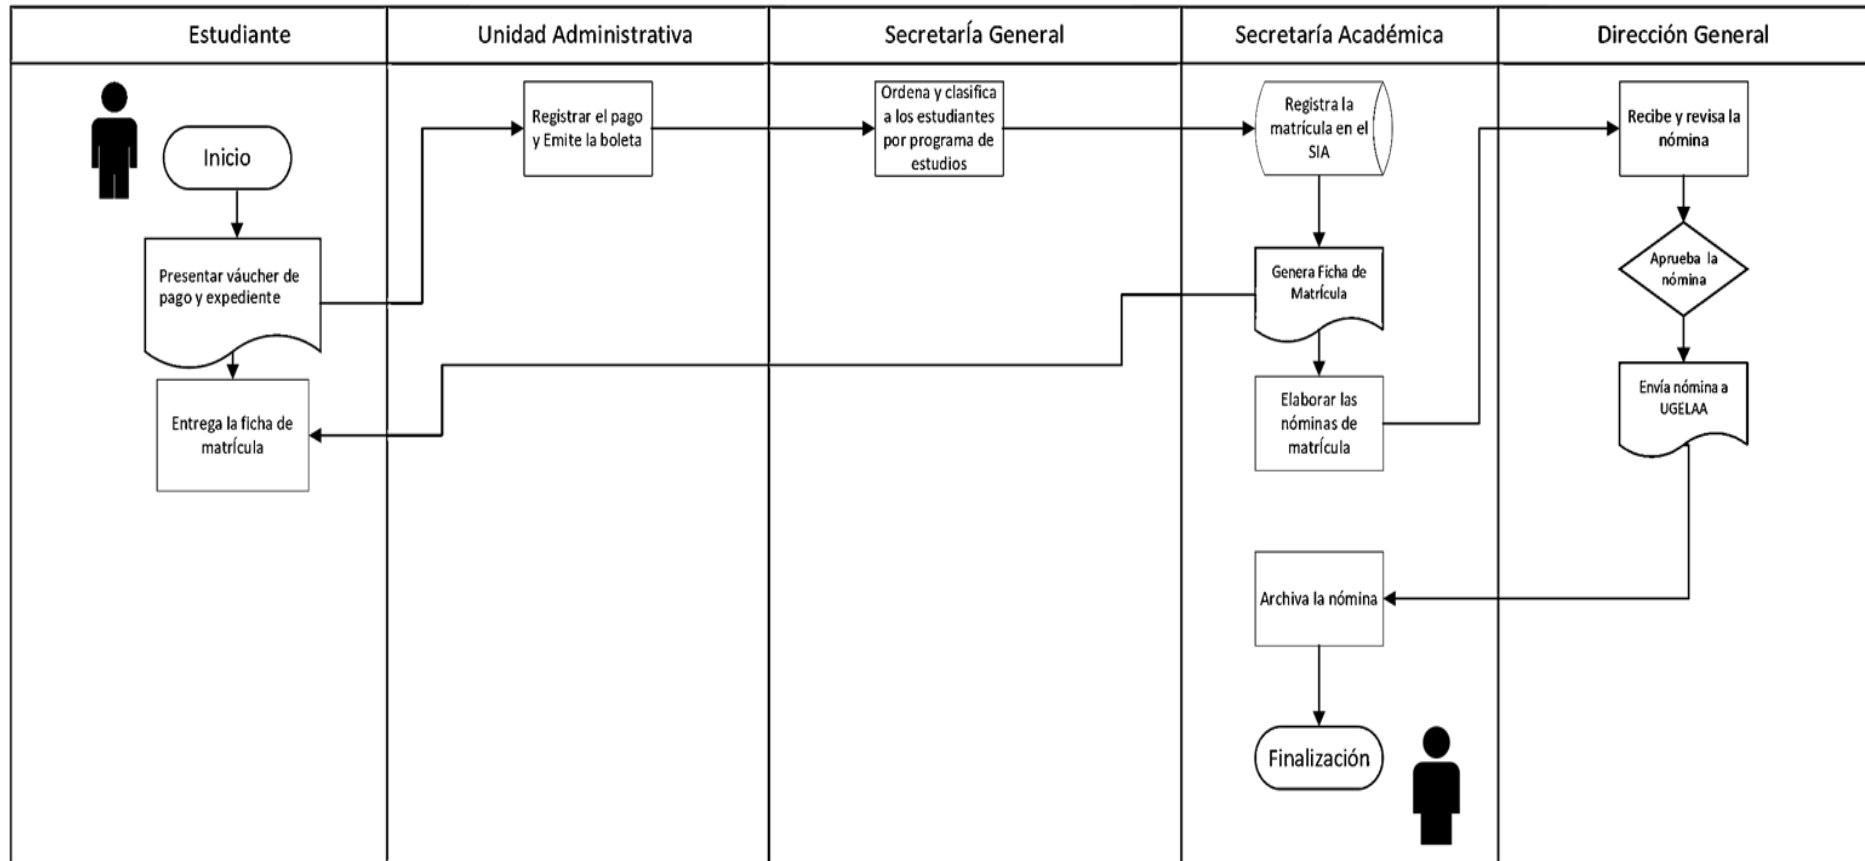 Estudiante
Unidad Administrativa
Secretaría General
Secretaría Académica
Dirección General
Inicio
Presentar váucher de
pago y expediente
Entrega la ficha de
matrícula
Registrar el pago
y Emite la boleta
Ordena y clasifica
a los estudiantes
por programa de
estudios
Registra la
matrícula en el
SIA
Genera Ficha de
Matrícula
Elaborar las
nóminas de
matrícula
Archiva la nómina
Finalización
Recibe y revisa la
nómina
Aprueba la
nómina
Envía nómina a
UGELAA